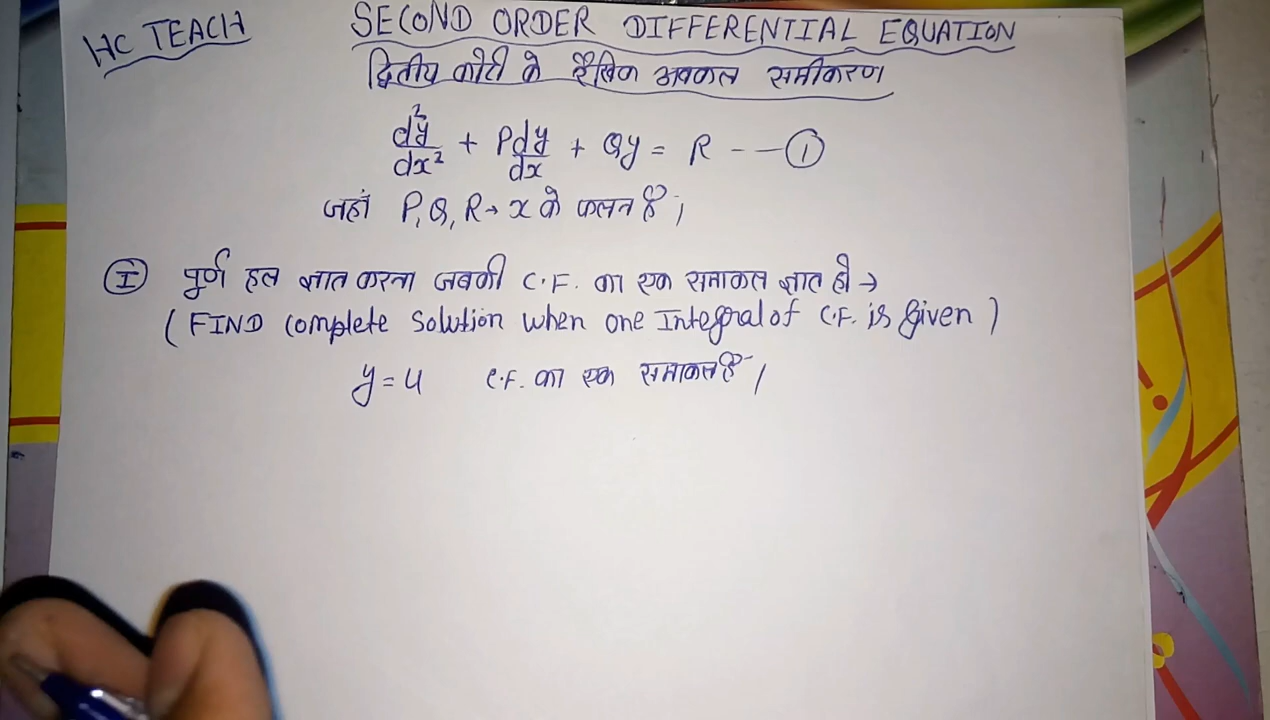 HC TEACH
SECOND ORDER DIFFERENTIAL EQUATION
द्वितीय कोटी के रैखिक अवकल समीकरण
d²y/dx² + Pdy/dx + Qy = R --- ①
जहाँ P, Q, R → x के फलन है।
Ⓘ पुर्ण हल ज्ञात करना जबकी C.F. का एक समाकल ज्ञात हो →
( FIND Complete Solution when one Integral of C.F. is Given )
y = u C.F. का एक समाकल है।